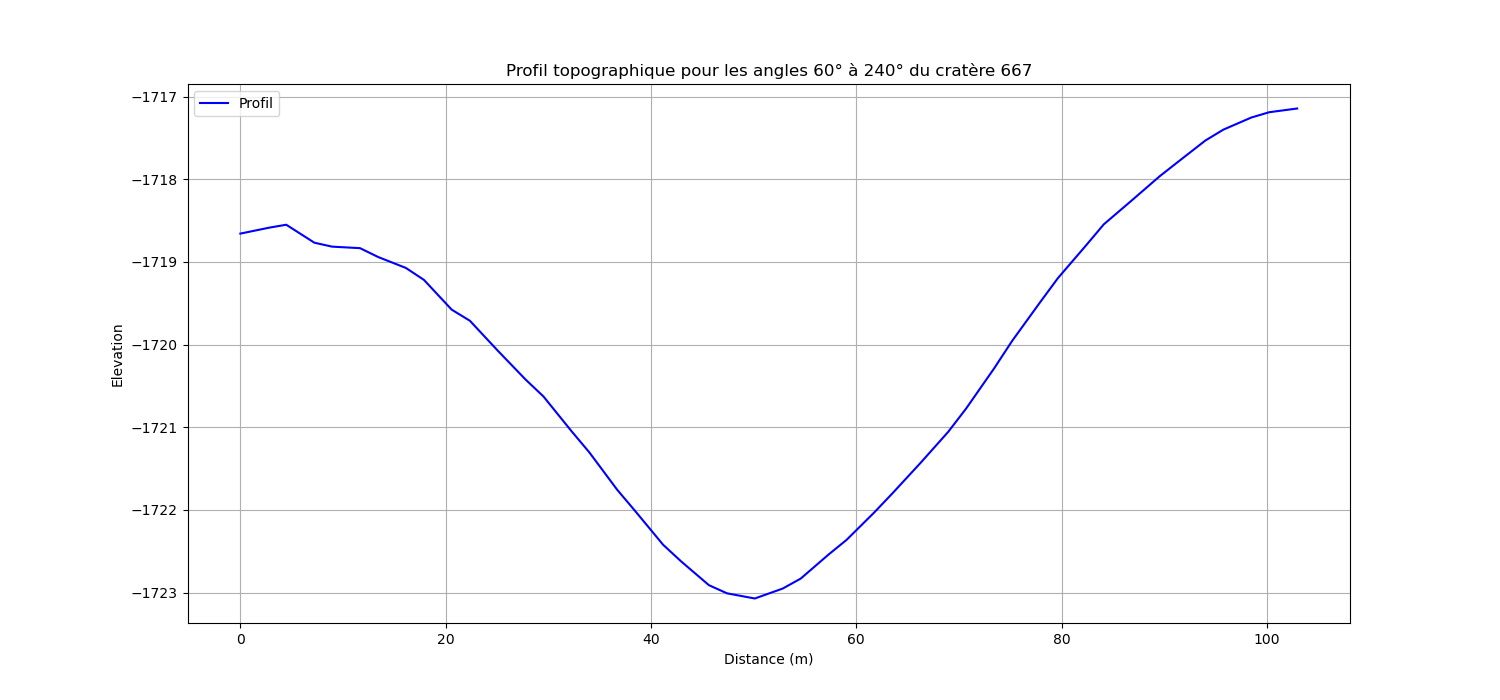 Profil topographique pour les angles 60° à 240° du cratère 667
Profil
−1717
−1718
−1719
−1720
−1721
−1722
−1723
Elevation
0 20 40 60 80 100
Distance (m)